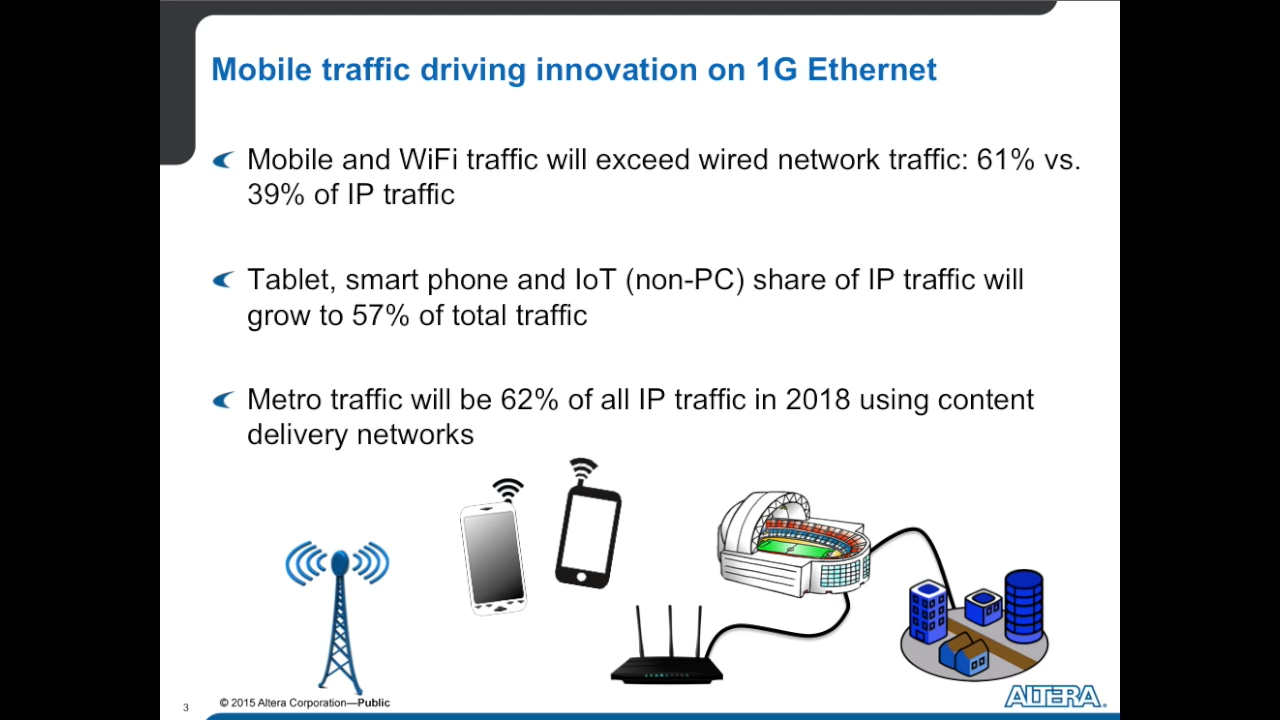 Mobile traffic driving innovation on 1G Ethernet
Mobile and WiFi traffic will exceed wired network traffic: 61% vs.
39% of IP traffic
Tablet, smart phone and IoT (non-PC) share of IP traffic will
grow to 57% of total traffic
Metro traffic will be 62% of all IP traffic in 2018 using content
delivery networks
3
© 2015 Altera Corporation—Public
ALTERA®